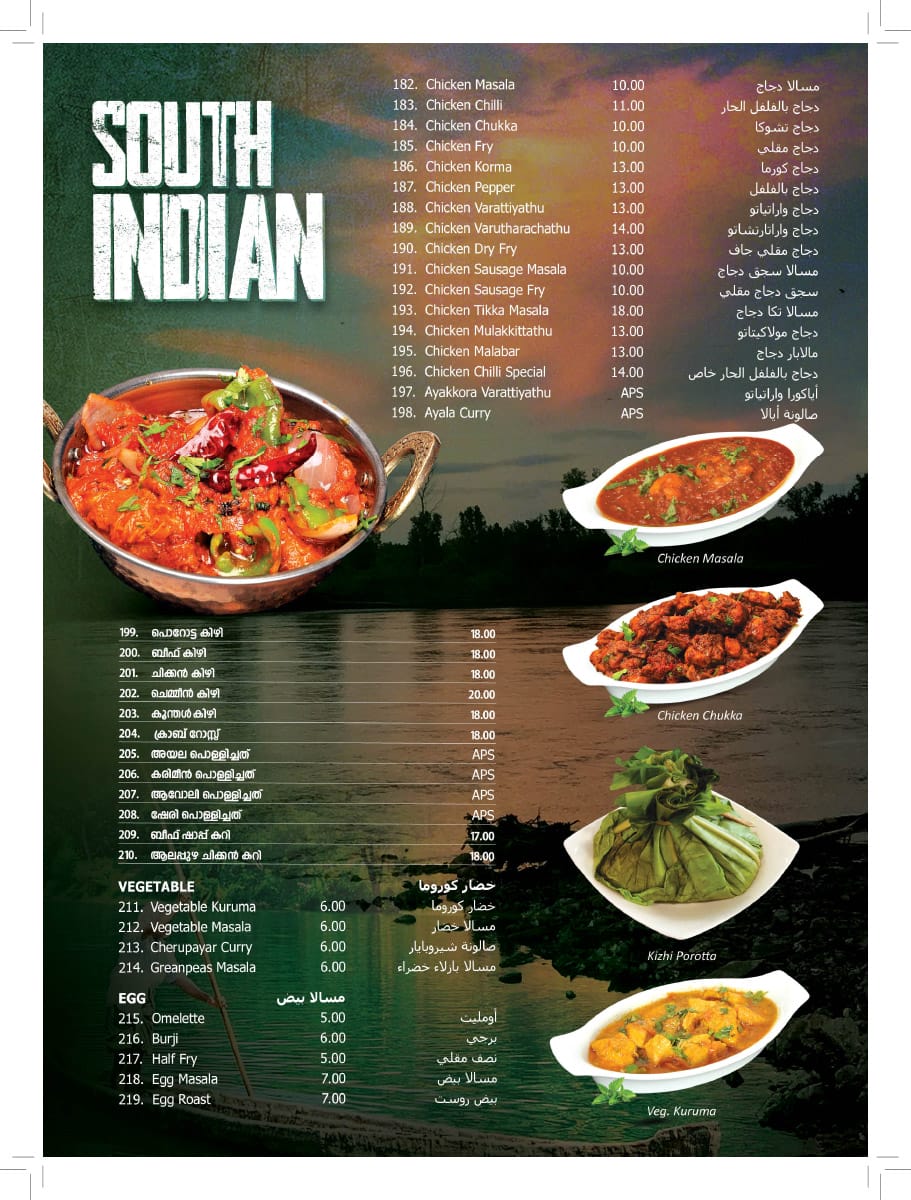 SOUTH
INDIAN
182. Chicken Masala 10.00 مسالا دجاج
183. Chicken Chilli 11.00 دجاج بالفلفل الحار
184. Chicken Chukka 10.00 دجاج تشوكا
185. Chicken Fry 10.00 دجاج مقلي
186. Chicken Korma 13.00 دجاج كورما
187. Chicken Pepper 13.00 دجاج بالفلفل
188. Chicken Varattiyathu 13.00 دجاج واراتياتو
189. Chicken Varutharachathu 14.00 دجاج واراتارتشاتو
190. Chicken Dry Fry 13.00 دجاج مقلي جاف
191. Chicken Sausage Masala 10.00 مسالا سجق دجاج
192. Chicken Sausage Fry 10.00 سجق دجاج مقلي
193. Chicken Tikka Masala 18.00 مسالا تكا دجاج
194. Chicken Mulakkittathu 13.00 دجاج مولاكيتاتو
195. Chicken Malabar 13.00 مالابار دجاج
196. Chicken Chilli Special 14.00 دجاج بالفلفل الحار خاص
197. Ayakkora Varattiyathu APS أياكورا واراتياتو
198. Ayala Curry APS صالونة أيالا
Chicken Masala
Chicken Chukka
Kizhi Porotta
Veg. Kuruma
199. പൊറോട്ട കിഴി 18.00
200. ബീഫ് കിഴി 18.00
201. ചിക്കൻ കിഴി 18.00
202. ചെമ്മീൻ കിഴി 20.00
203. കൂന്തൾ കിഴി 18.00
204. ക്രാബ് റോസ്റ്റ് 18.00
205. അയല പൊള്ളിച്ചത് APS
206. കരിമീൻ പൊള്ളിച്ചത് APS
207. ആവോലി പൊള്ളിച്ചത് APS
208. ഷേരി പൊള്ളിച്ചത് APS
209. ബീഫ് ഷാപ്പ് കറി 17.00
210. ആലപ്പുഴ ചിക്കൻ കറി 18.00
VEGETABLE خضار كوروما
211. Vegetable Kuruma 6.00 خضار كوروما
212. Vegetable Masala 6.00 مسالا خضار
213. Cherupayar Curry 6.00 صالونة شيروبايار
214. Greanpeas Masala 6.00 مسالا بازلاء خضراء
EGG مسالا بيض
215. Omelette 5.00 أومليت
216. Burji 6.00 برجي
217. Half Fry 5.00 نصف مقلي
218. Egg Masala 7.00 مسالا بيض
219. Egg Roast 7.00 بيض روست